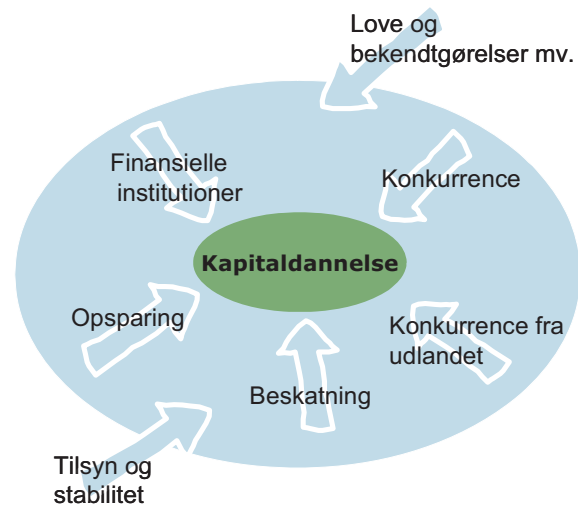 Love og
bekendtgørelser mv.
Finansielle
institutioner
Konkurrence
Kapitaldannelse
Opsparing
Konkurrence fra
udlandet
Beskatning
Tilsyn og
stabilitet